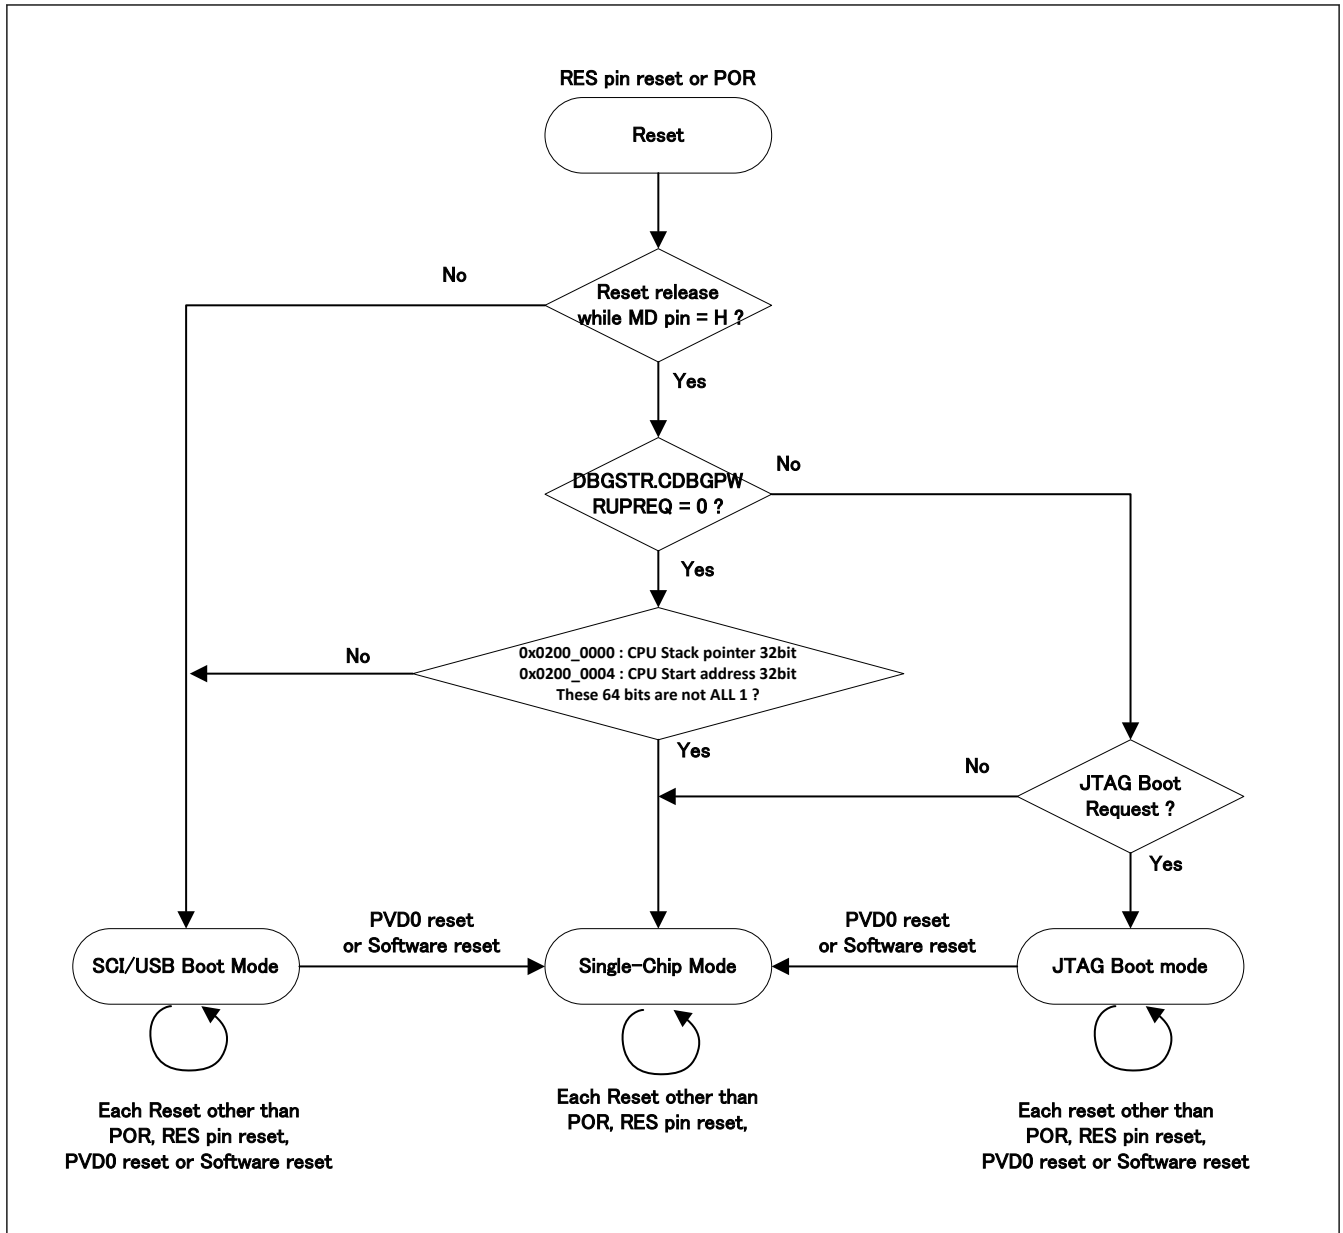 RES pin reset or POR
Reset
No
Reset release
while MD pin = H ?
Yes
DBGSTR.CDBGPW
RUPREQ = 0 ?
No
Yes
No
0x0200_0000 : CPU Stack pointer 32bit
0x0200_0004 : CPU Start address 32bit
These 64 bits are not ALL 1 ?
Yes
No
JTAG Boot
Request ?
Yes
PVD0 reset
or Software reset
PVD0 reset
or Software reset
SCI/USB Boot Mode
Single-Chip Mode
JTAG Boot mode
Each Reset other than
POR, RES pin reset,
PVD0 reset or Software reset
Each Reset other than
POR, RES pin reset,
Each reset other than
POR, RES pin reset,
PVD0 reset or Software reset